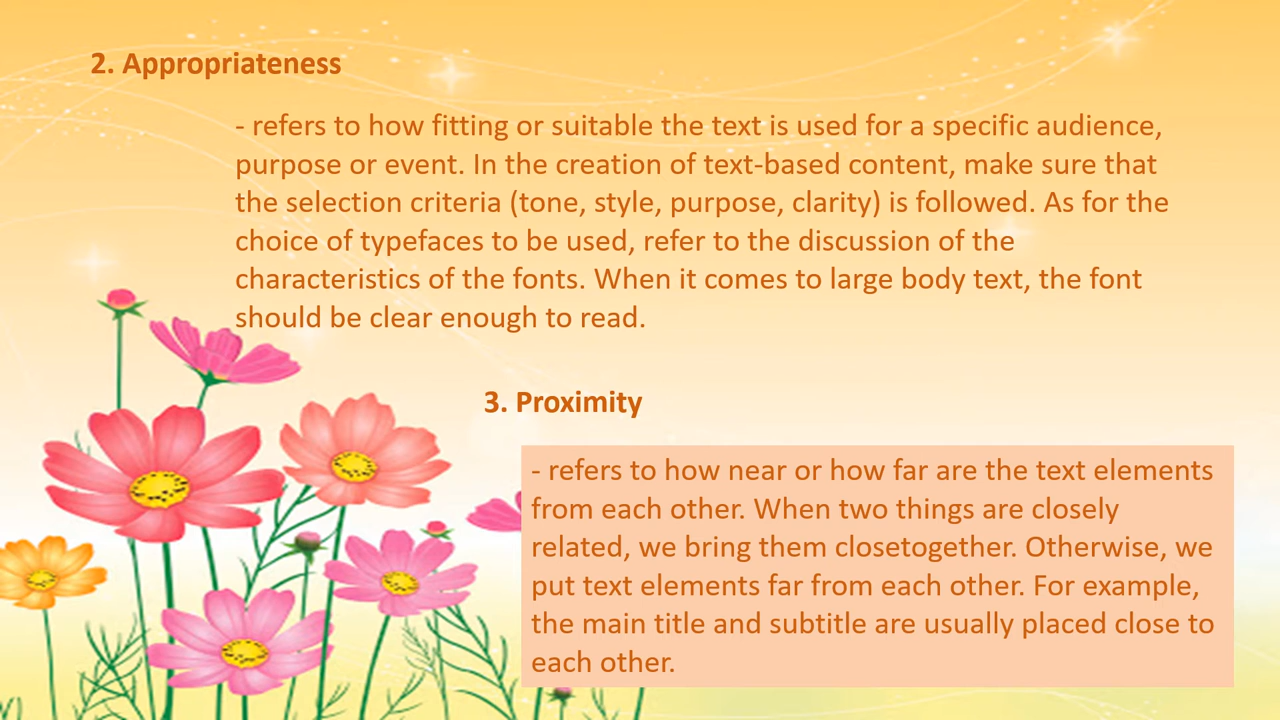 2. Appropriateness
- refers to how fitting or suitable the text is used for a specific audience,
purpose or event. In the creation of text-based content, make sure that
the selection criteria (tone, style, purpose, clarity) is followed. As for the
choice of typefaces to be used, refer to the discussion of the
characteristics of the fonts. When it comes to large body text, the font
should be clear enough to read.
3. Proximity
- refers to how near or how far are the text elements
from each other. When two things are closely
related, we bring them closetogether. Otherwise, we
put text elements far from each other. For example,
the main title and subtitle are usually placed close to
each other.